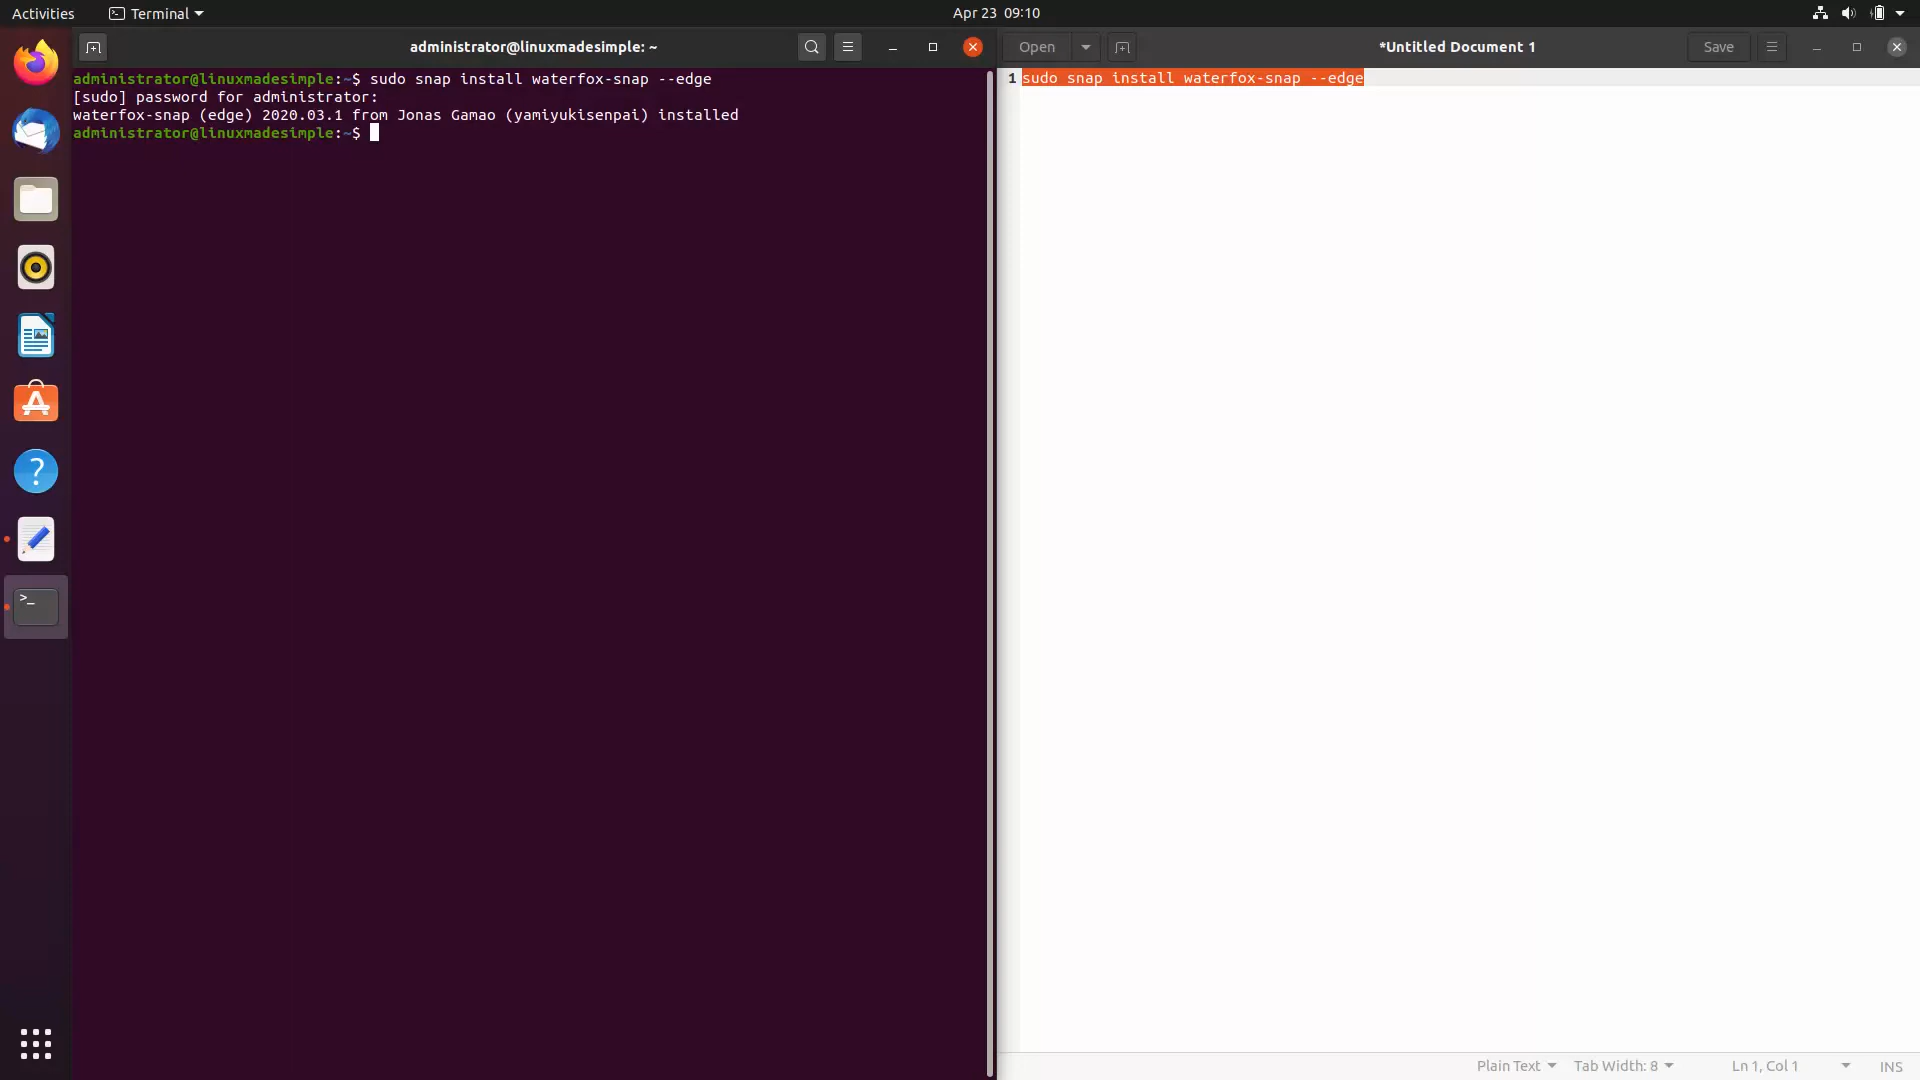 Activities Terminal Apr 23 09:10
administrator@linuxmadesimple: ~
administrator@linuxmadesimple:~$ sudo snap install waterfox-snap --edge
[sudo] password for administrator:
waterfox-snap (edge) 2020.03.1 from Jonas Gamao (yamiyukisenpai) installed
administrator@linuxmadesimple:~$
Open *Untitled Document 1 Save
1 sudo snap install waterfox-snap --edge
Plain Text Tab Width: 8 Ln 1, Col 1 INS